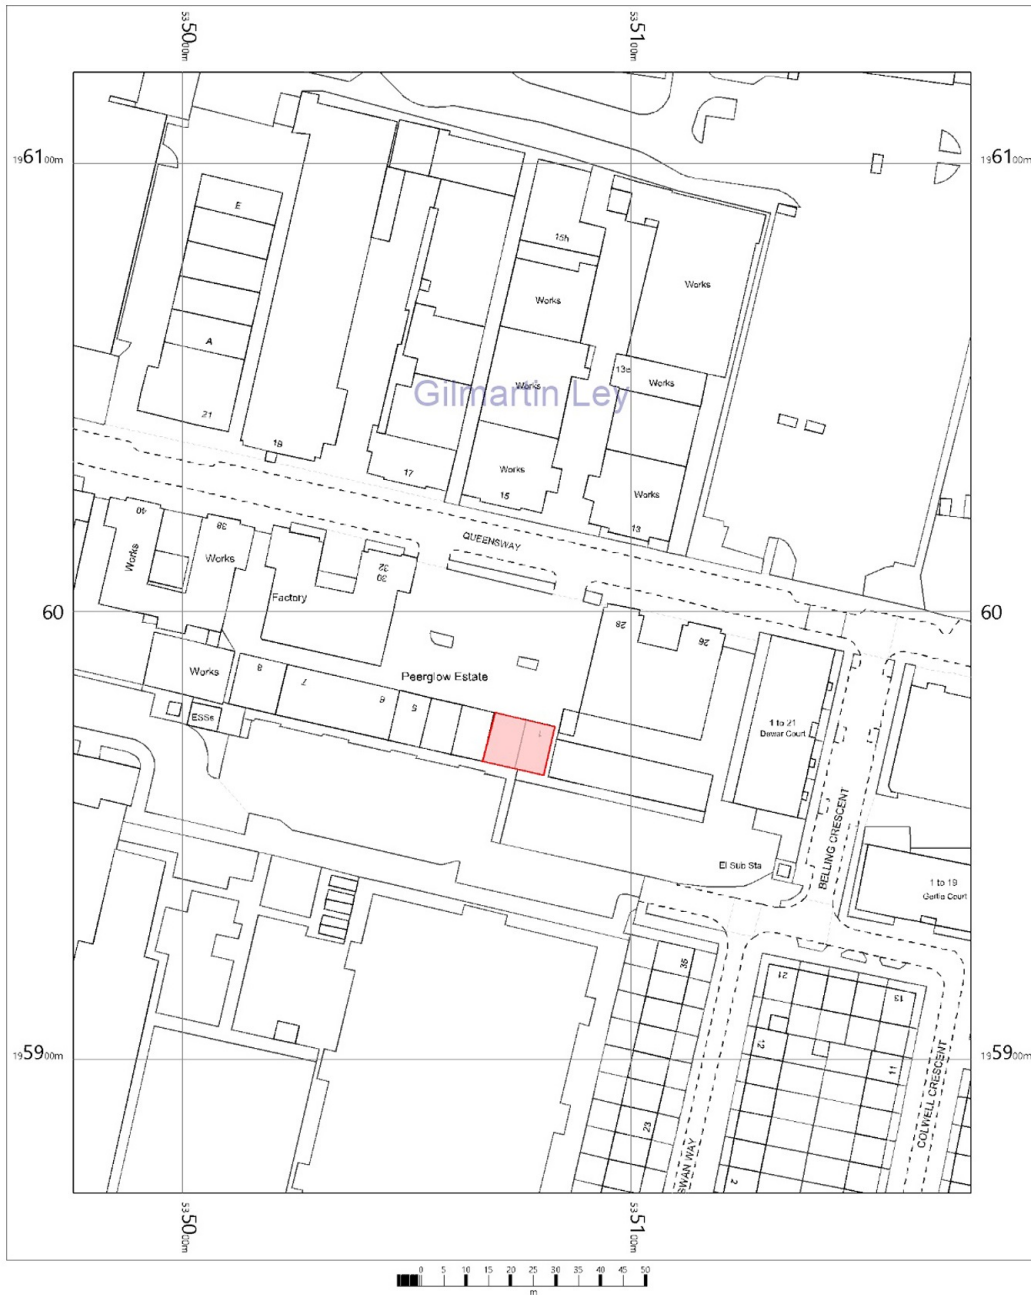 5350 00m
5351 00m
1961 00m
1961 00m
E
15h
Works
Works
A
13e
Works
Gilmartin Ley
Works
21
18
17
Works
15
Works
13
QUEENSWAY
40
38
Works
Works
32
30
Factory
60
60
28
26
Peerglow Estate
Works
8
7
6
5
1
ESSs
1 to 21
Dewar Court
El Sub Sta
BELLING CRESCENT
1 to 19
35
21
13
12
11
1959 00m
1959 00m
23
COLWELL CRESCENT
SWAN WAY
2
5350 00m
5351 00m
0 5 10 15 20 25 30 35 40 45 50
m